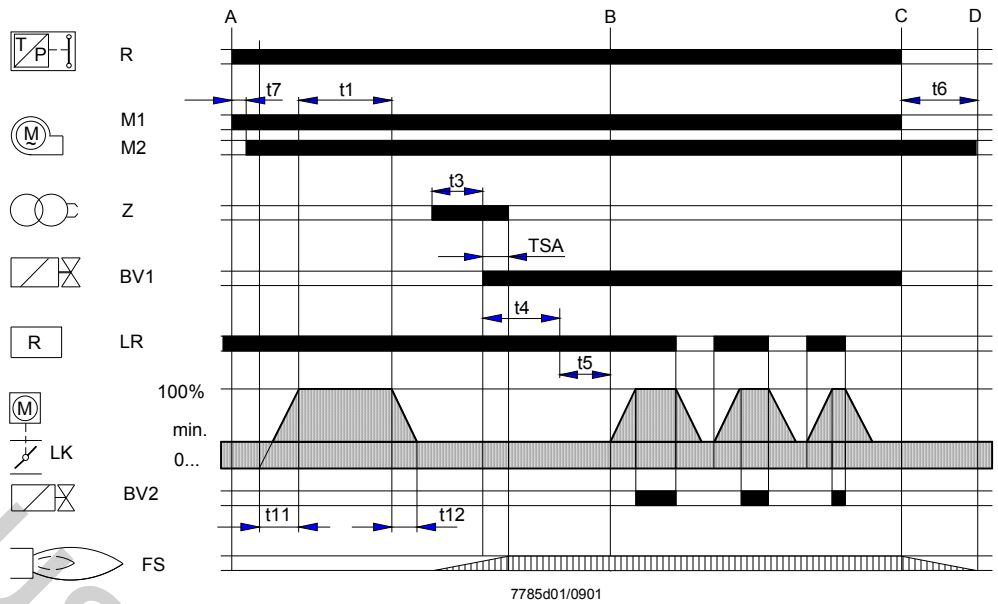 A B C D
T/P R
t7 t1 t6
M1
M~
M2
t3
Z
TSA
BV1
t4
R LR
t5
100%
M
min.
LK
0...
BV2
t11 t12
FS
7785d01/0901